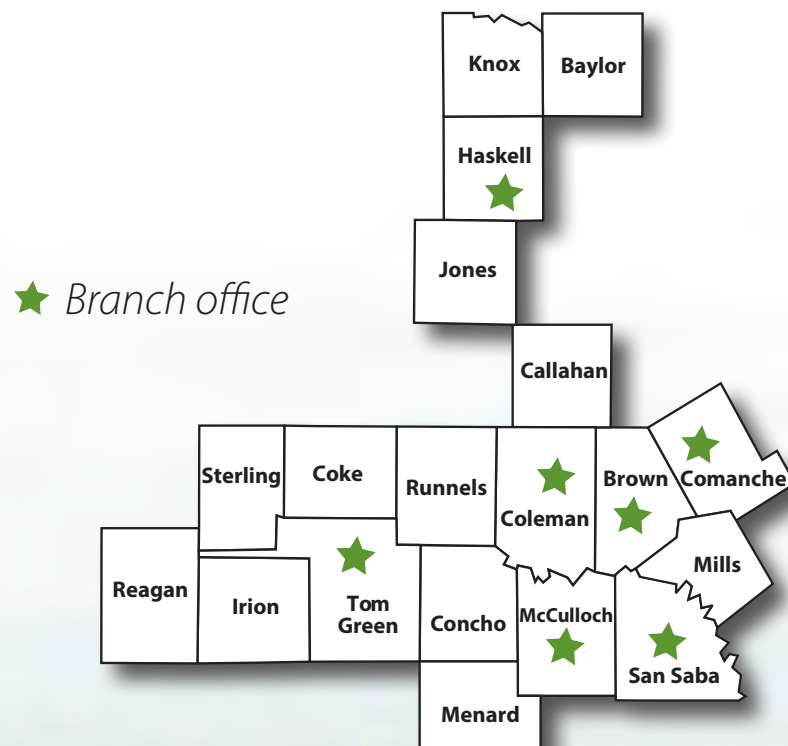 Knox
Baylor
Haskell
Jones
Branch office
Callahan
Sterling
Coke
Runnels
Coleman
Brown
Comanche
Reagan
Irion
Tom
Green
Concho
McCulloch
Mills
San Saba
Menard